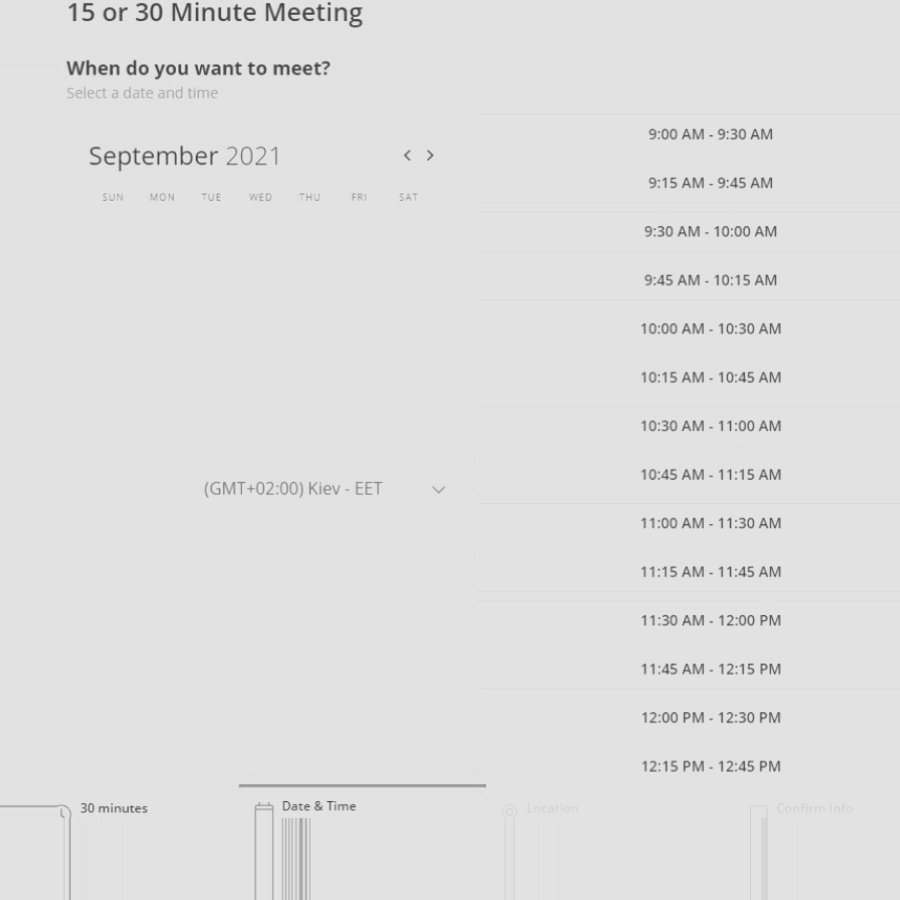 15 or 30 Minute Meeting
When do you want to meet?
Select a date and time
September 2021
SUN MON TUE WED THU FRI SAT
(GMT+02:00) Kiev - EET
9:00 AM - 9:30 AM
9:15 AM - 9:45 AM
9:30 AM - 10:00 AM
9:45 AM - 10:15 AM
10:00 AM - 10:30 AM
10:15 AM - 10:45 AM
10:30 AM - 11:00 AM
10:45 AM - 11:15 AM
11:00 AM - 11:30 AM
11:15 AM - 11:45 AM
11:30 AM - 12:00 PM
11:45 AM - 12:15 PM
12:00 PM - 12:30 PM
12:15 PM - 12:45 PM
30 minutes
Date & Time
Location
Confirm Info